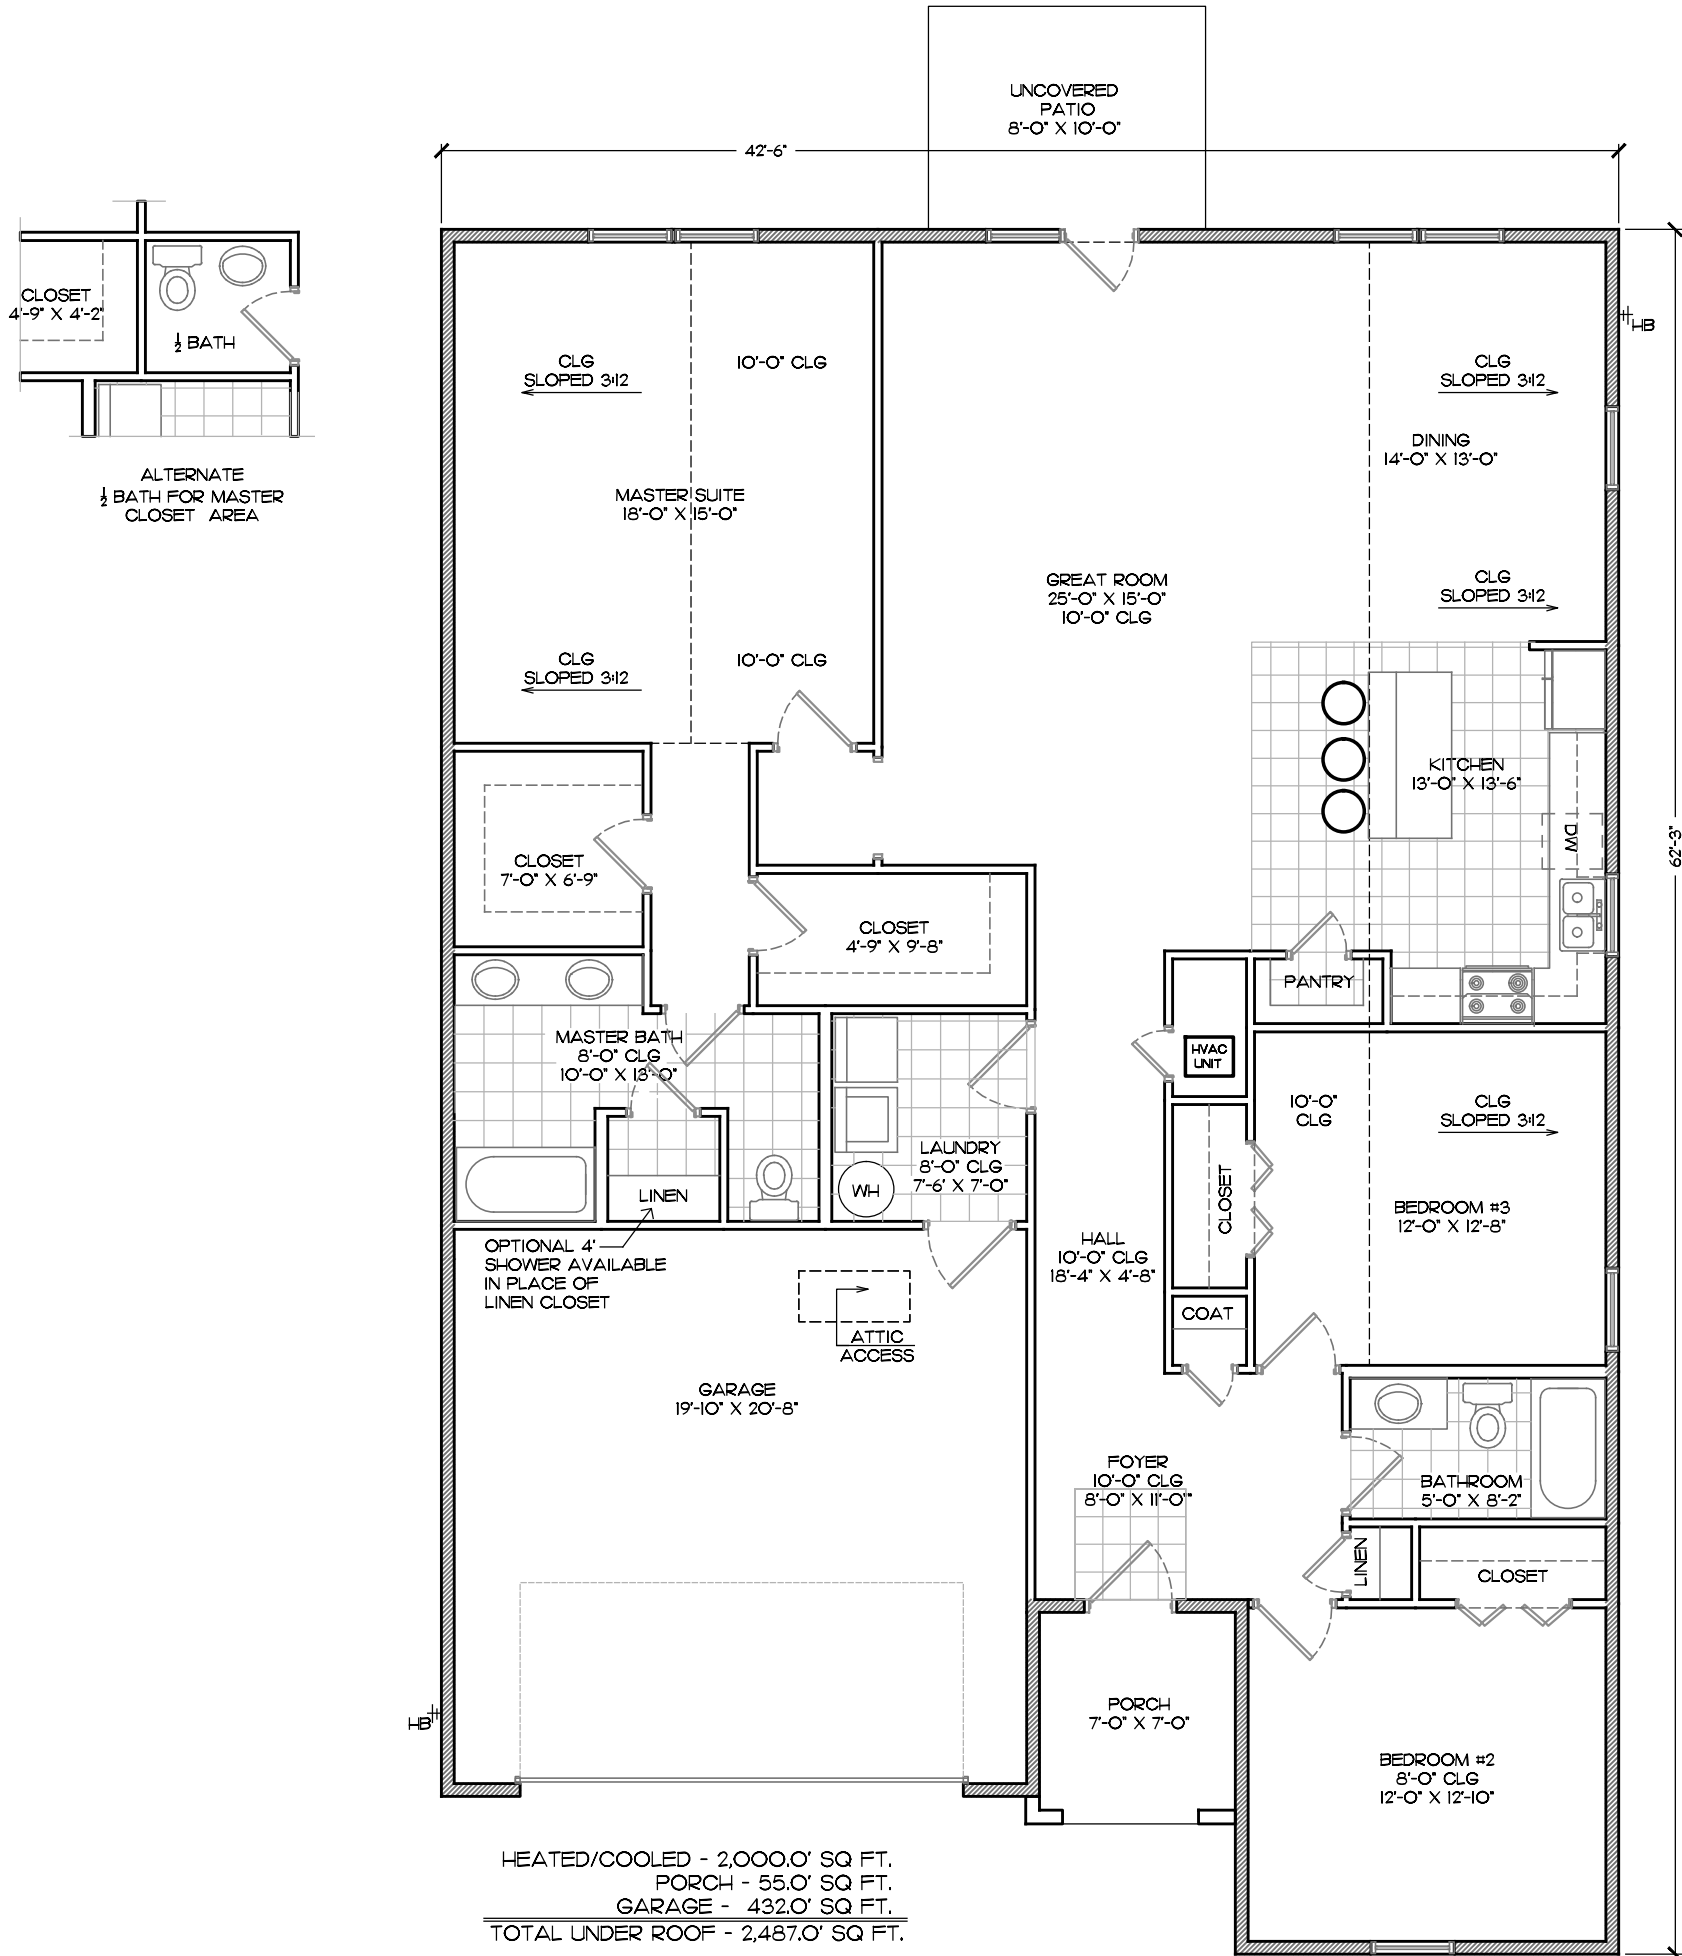 UNCOVERED
PATIO
8'-0" X 10'-0"
42'-6"
CLOSET
4'-9" X 4'-2"
½ BATH
ALTERNATE
½ BATH FOR MASTER
CLOSET AREA
HB
CLG
SLOPED 3:12
10'-0" CLG
CLG
SLOPED 3:12
DINING
14'-0" X 13'-0"
MASTER SUITE
18'-0" X 15'-0"
GREAT ROOM
25'-0" X 15'-0"
10'-0" CLG
CLG
SLOPED 3:12
CLG
SLOPED 3:12
10'-0" CLG
KITCHEN
13'-0" X 13'-6"
DW
62'-3"
CLOSET
7'-0" X 6'-9"
CLOSET
4'-9" X 9'-8"
PANTRY
MASTER BATH
8'-0" CLG
10'-0" X 13'-0"
HVAC
UNIT
10'-0"
CLG
CLG
SLOPED 3:12
LAUNDRY
8'-0" CLG
7'-6' X 7'-0"
WH
LINEN
CLOSET
BEDROOM #3
12'-0" X 12'-8"
OPTIONAL 4'
SHOWER AVAILABLE
IN PLACE OF
LINEN CLOSET
HALL
10'-0" CLG
18'-4" X 4'-8"
COAT
ATTIC
ACCESS
GARAGE
19'-10" X 20'-8"
FOYER
10'-0" CLG
8'-0" X 11'-0"
BATHROOM
5'-0" X 8'-2"
LINEN
CLOSET
HB
PORCH
7'-0" X 7'-0"
BEDROOM #2
8'-0" CLG
12'-0" X 12'-10"
HEATED/COOLED - 2,000.0' SQ FT.
PORCH - 55.0' SQ FT.
GARAGE - 432.0' SQ FT.
TOTAL UNDER ROOF - 2,487.0' SQ FT.